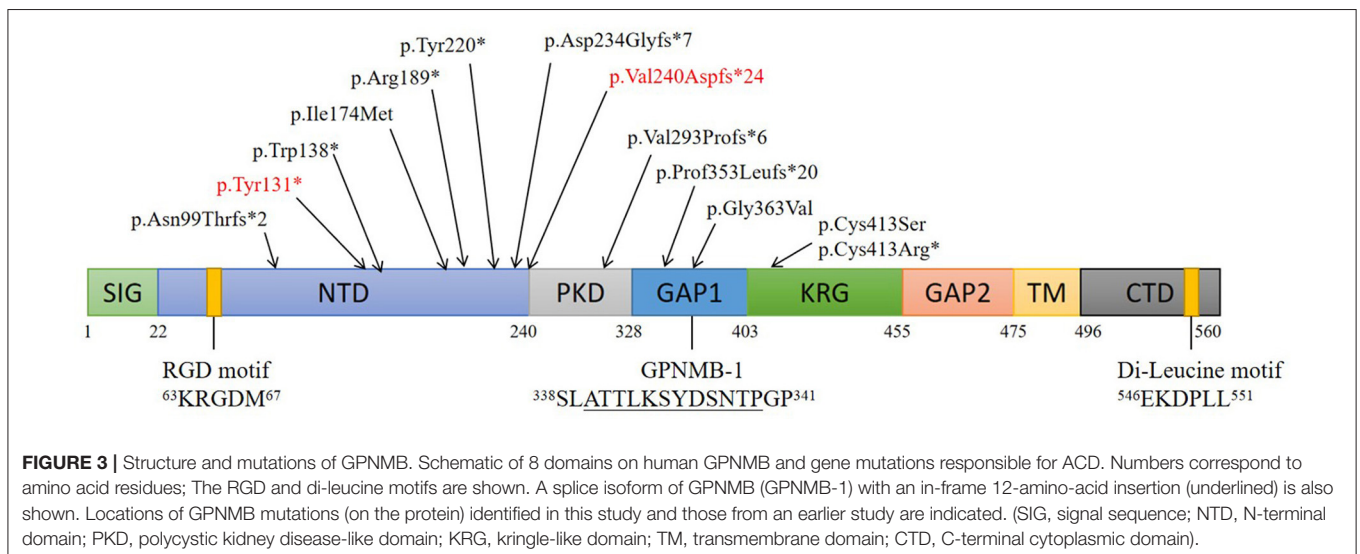 p.Tyr220*
p.Asp234Glyfs*7
p.Arg189*
p.Val240Aspfs*24
p.Ile174Met
p.Val293Profs*6
p.Trp138*
p.Prof353Leufs*20
p.Tyr131*
p.Gly363Val
p.Asn99Thrfs*2
p.Cys413Ser
p.Cys413Arg*
SIG NTD PKD GAP1 KRG GAP2 TM CTD
1 22 240 328 403 455 475 496 560
RGD motif GPNMB-1 Di-Leucine motif
⁶³KRGDM⁶⁷ ³³⁸SLATTLKSYDSNTPGP³⁴¹ ⁵⁴⁶EKDPLL⁵⁵¹
FIGURE 3 | Structure and mutations of GPNMB. Schematic of 8 domains on human GPNMB and gene mutations responsible for ACD. Numbers correspond to
amino acid residues; The RGD and di-leucine motifs are shown. A splice isoform of GPNMB (GPNMB-1) with an in-frame 12-amino-acid insertion (underlined) is also
shown. Locations of GPNMB mutations (on the protein) identified in this study and those from an earlier study are indicated. (SIG, signal sequence; NTD, N-terminal
domain; PKD, polycystic kidney disease-like domain; KRG, kringle-like domain; TM, transmembrane domain; CTD, C-terminal cytoplasmic domain).